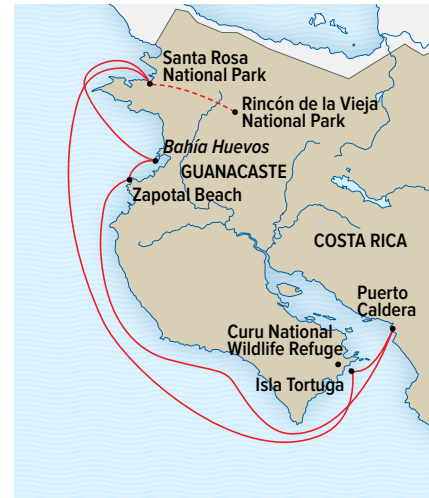 Santa Rosa
National Park
Rincón de la Vieja
National Park
Bahía Huevos
GUANACASTE
Zapotal Beach
COSTA RICA
Puerto
Caldera
Curu National
Wildlife Refuge
Isla Tortuga